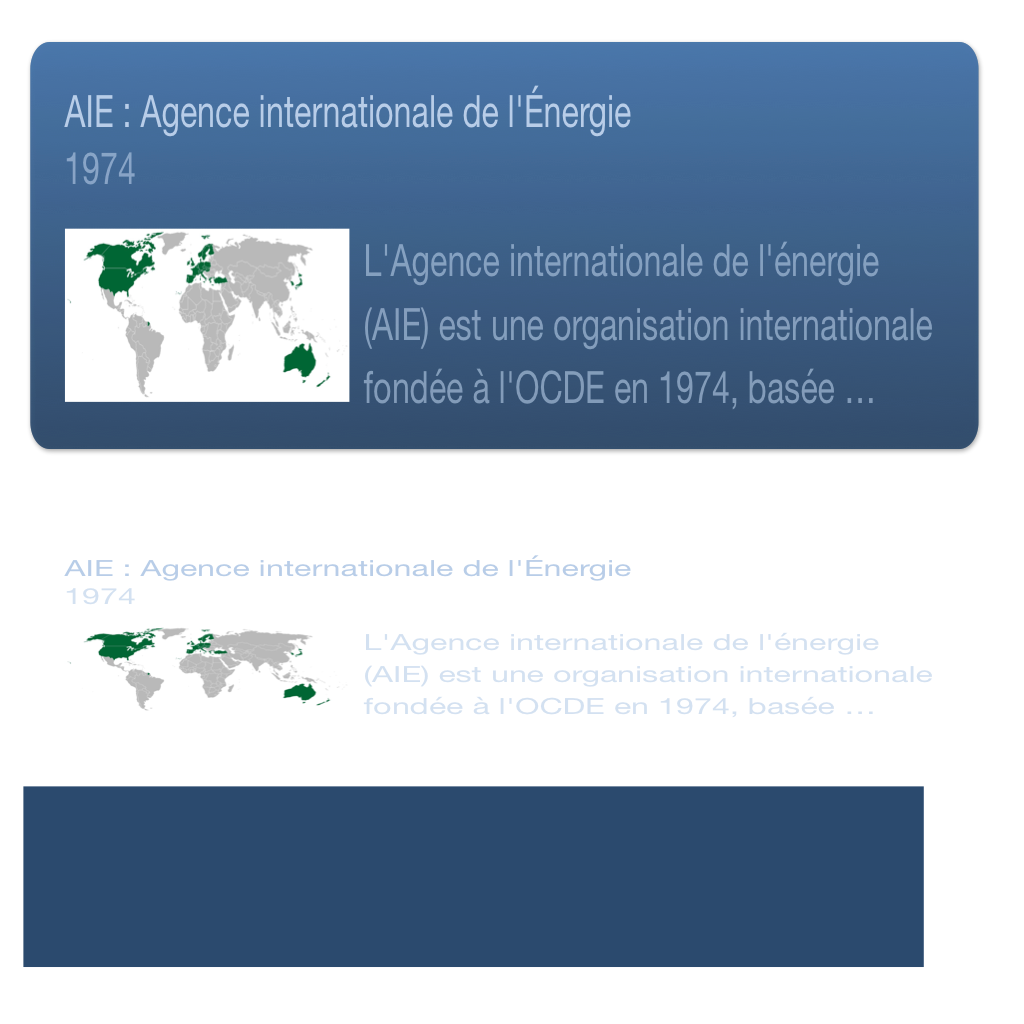 AIE : Agence internationale de l'Énergie
1974
L'Agence internationale de l'énergie
(AIE) est une organisation internationale
fondée à l'OCDE en 1974, basée ...
AIE : Agence internationale de l'Énergie
1974
L'Agence internationale de l'énergie
(AIE) est une organisation internationale
fondée à l'OCDE en 1974, basée ...